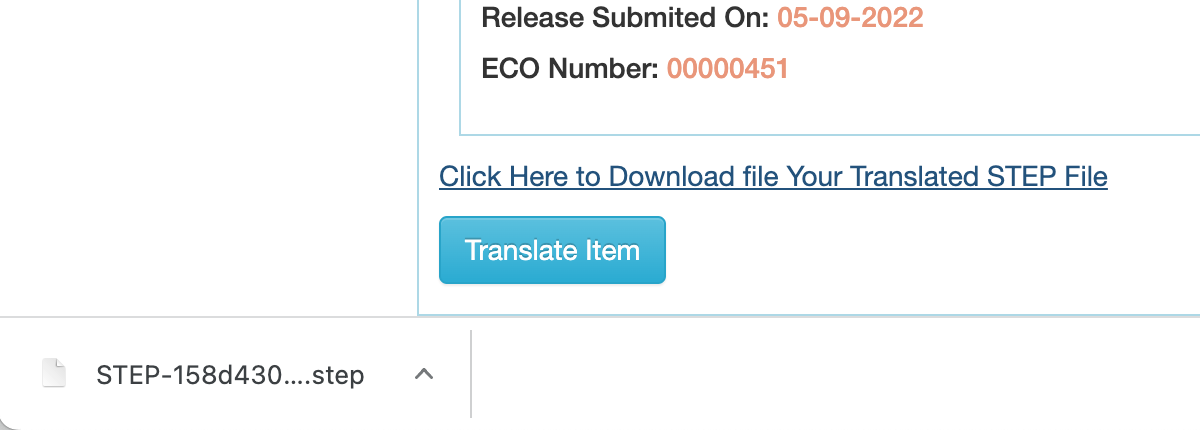 Release Submited On: 05-09-2022
ECO Number: 00000451
Click Here to Download file Your Translated STEP File
Translate Item
STEP-158d430....step